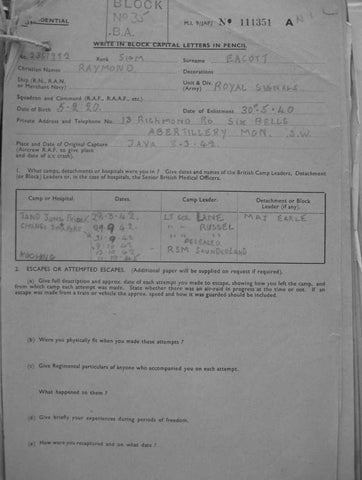 BLOCK
No 35
B.A.
M.I. 9/JAP/ No 111351 A
WRITE IN BLOCK CAPITAL LETTERS IN PENCIL
Rank SIGM Surname BACOTT
Christian Names RAYMOND Decorations
Ship (R.N., R.A.N. or Merchant Navy) Unit & Div. (Army) ROYAL SIGNALS
Squadron and Command (R.A.F., R.A.A.F., etc.)
Date of Birth 5.2.20. Date of Enlistment 30.5.40
Private Address and Telephone No. 13 RICHMOND RD SIX BELLS
ABERTILLERY MON. S.W.
Place and Date of Original Capture JAVA 8.3.42.
(Aircrew R.A.F. to give place
and date of a/c crash).
1. What camps, detachments or hospitals were you in? Give dates and names of the British Camp Leaders, Detachment
(or Block) Leaders or, in the case of hospitals, the Senior British Medical Officers.
Camp or Hospital. Dates. Camp Leader. Detachment or Block Leader (if any).
LT COL LANE MAJ EARLE
" " RUSSEL
" "
RSM SOUNDERLAND
KUCHING
2. ESCAPES OR ATTEMPTED ESCAPES. (Additional paper will be supplied on request if required).
(a) Give full description and approx. date of each attempt you made to escape, showing how you left the camp, and
from which camp each attempt was made. State whether there was an air-raid in progress at the time or not. If an
escape was made from a train or vehicle the approx. speed and how it was guarded should be included.
(b) Were you physically fit when you made these attempts?
(c) Give Regimental particulars of anyone who accompanied you on each attempt.
What happened to them?
(d) Give briefly your experiences during periods of freedom.
(e) How were you recaptured and on what date?